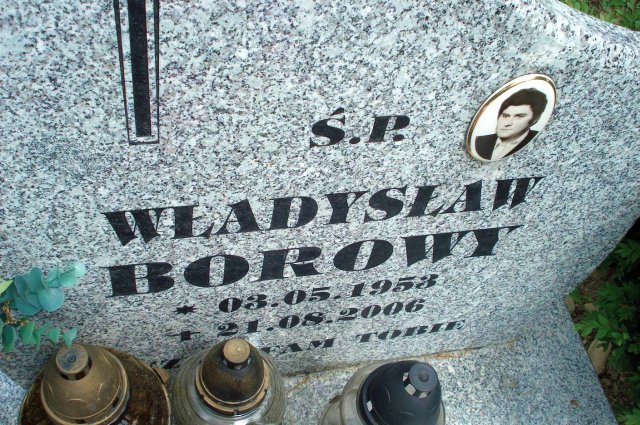 Ś.P.
WŁADYSŁAW
BOROWY
* 03.05.1953
† 21.08.2006
TOBIE